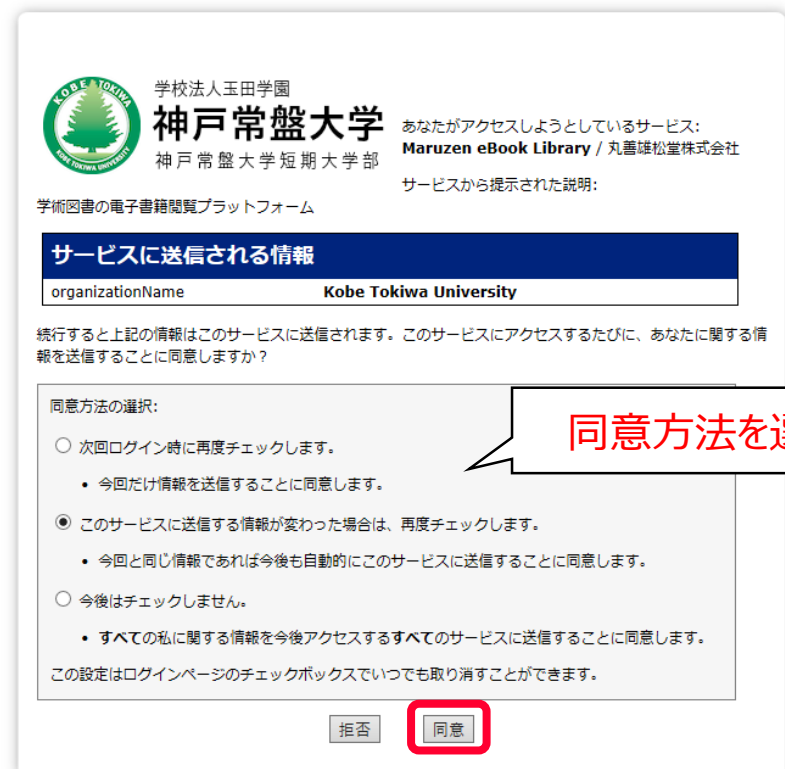 KOBE TOKIWA
KOBE TOKIWA UNIVERSITY
学校法人玉田学園
神戸常盤大学
神戸常盤大学短期大学部
あなたがアクセスしようとしているサービス:
Maruzen eBook Library / 丸善雄松堂株式会社
サービスから提示された説明:
学術図書の電子書籍閲覧プラットフォーム
サービスに送信される情報
organizationName Kobe Tokiwa University
続行すると上記の情報はこのサービスに送信されます。このサービスにアクセスするたびに、あなたに関する情
報を送信することに同意しますか？
同意方法の選択:
同意方法を選
次回ログイン時に再度チェックします。
• 今回だけ情報を送信することに同意します。
このサービスに送信する情報が変わった場合は、再度チェックします。
• 今回と同じ情報であれば今後も自動的にこのサービスに送信することに同意します。
今後はチェックしません。
• すべての私に関する情報を今後アクセスするすべてのサービスに送信することに同意します。
この設定はログインページのチェックボックスでいつでも取り消すことができます。
拒否 同意